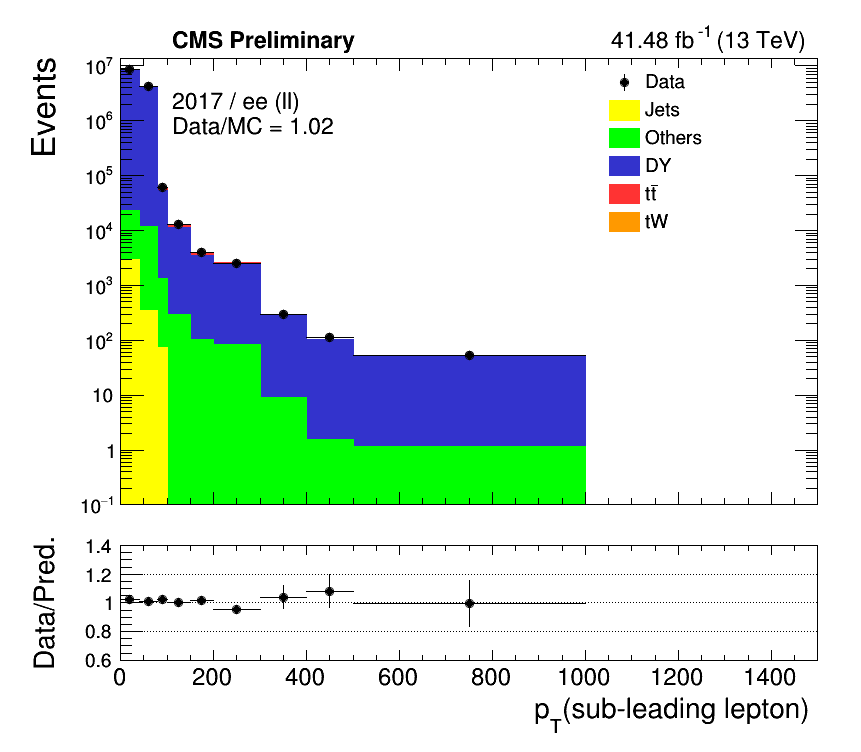 CMS Preliminary
41.48 fb⁻¹ (13 TeV)
Events
10⁷
10⁶
10⁵
10⁴
10³
10²
10
1
10⁻¹
2017 / ee (ll)
Data/MC = 1.02
Data
Jets
Others
DY
tt̄
tW
Data/Pred.
1.4
1.2
1
0.8
0.6
0 200 400 600 800 1000 1200 1400
p_T(sub-leading lepton)